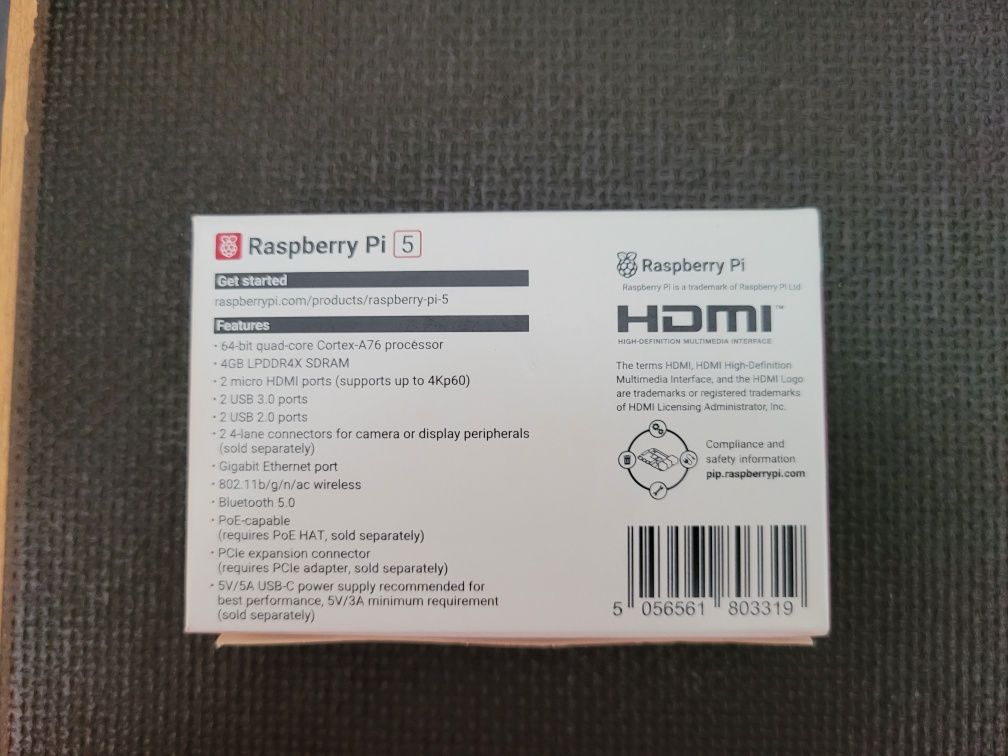 Raspberry Pi 5
Get started
raspberrypi.com/products/raspberry-pi-5
Features
· 64-bit quad-core Cortex-A76 processor
· 4GB LPDDR4X SDRAM
· 2 micro HDMI ports (supports up to 4Kp60)
· 2 USB 3.0 ports
· 2 USB 2.0 ports
· 2 4-lane connectors for camera or display peripherals
(sold separately)
· Gigabit Ethernet port
· 802.11b/g/n/ac wireless
· Bluetooth 5.0
· PoE-capable
(requires PoE HAT, sold separately)
· PCIe expansion connector
(requires PCIe adapter, sold separately)
· 5V/5A USB-C power supply recommended for
best performance, 5V/3A minimum requirement
(sold separately)
Raspberry Pi
Raspberry Pi is a trademark of Raspberry Pi Ltd
HDMI™
HIGH-DEFINITION MULTIMEDIA INTERFACE
The terms HDMI, HDMI High-Definition
Multimedia Interface, and the HDMI Logo
are trademarks or registered trademarks
of HDMI Licensing Administrator, Inc.
Compliance and
safety information
pip.raspberrypi.com
5 056561 803319